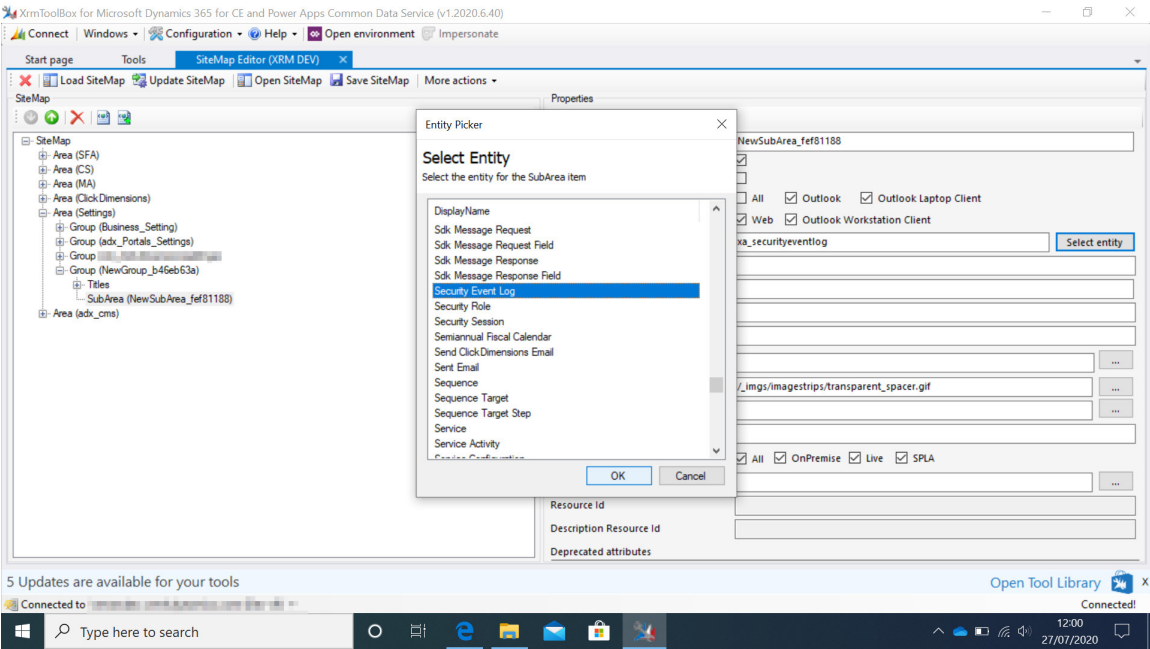 XrmToolBox for Microsoft Dynamics 365 for CE and Power Apps Common Data Service (v1.2020.6.40)
Connect Windows Configuration Help Open environment Impersonate
Start page Tools SiteMap Editor (XRM DEV)
Load SiteMap Update SiteMap Open SiteMap Save SiteMap More actions
SiteMap
SiteMap
Area (SFA)
Area (CS)
Area (MA)
Area (ClickDimensions)
Area (Settings)
Group (Business_Setting)
Group (adx_Portals_Settings)
Group
Group (NewGroup_b46eb63a)
Titles
SubArea (NewSubArea_fef81188)
Area (adx_cms)
Entity Picker
Select Entity
Select the entity for the SubArea item
DisplayName
Sdk Message Request
Sdk Message Request Field
Sdk Message Response
Sdk Message Response Field
Security Event Log
Security Role
Security Session
Semiannual Fiscal Calendar
Send ClickDimensions Email
Sent Email
Sequence
Sequence Target
Sequence Target Step
Service
Service Activity
OK Cancel
Properties
NewSubArea_fef81188
All Outlook Outlook Laptop Client
Web Outlook Workstation Client
xa_securityeventlog Select entity
...
/_imgs/imagestrips/transparent_spacer.gif ...
...
All OnPremise Live SPLA
...
Resource Id
Description Resource Id
Deprecated attributes
5 Updates are available for your tools Open Tool Library X
Connected to Connected!
Type here to search 12:00
27/07/2020